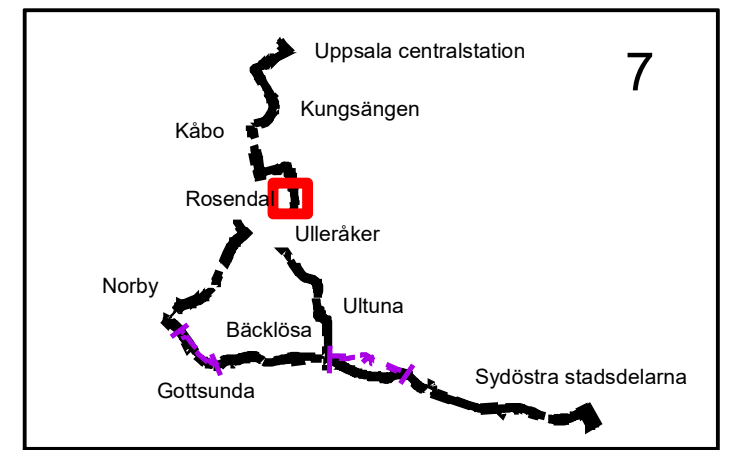 Uppsala centralstation
7
Kungsängen
Kåbo
Rosendal
Ulleråker
Norby
Ultuna
Bäcklösa
Sydöstra stadsdelarna
Gottsunda